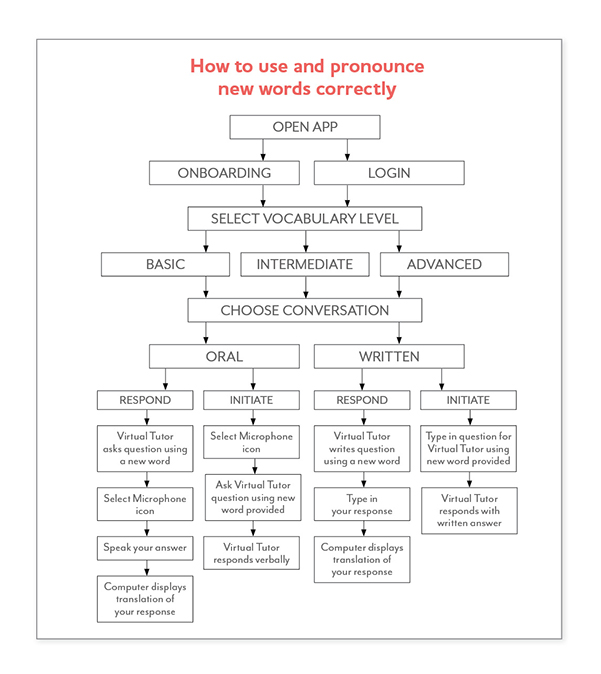 How to use and pronounce
new words correctly
OPEN APP
ONBOARDING
LOGIN
SELECT VOCABULARY LEVEL
BASIC
INTERMEDIATE
ADVANCED
CHOOSE CONVERSATION
ORAL
WRITTEN
RESPOND
INITIATE
RESPOND
INITIATE
Virtual Tutor
asks question using
a new word
Select Microphone
icon
Speak your answer
Computer displays
translation of
your response
Select Microphone
icon
Ask Virtual Tutor
question using new
word provided
Virtual Tutor
responds verbally
Virtual Tutor
writes question
using a new word
Type in
your response
Computer displays
translation of
your response
Type in question for
Virtual Tutor using
new word provided
Virtual Tutor
responds with
written answer